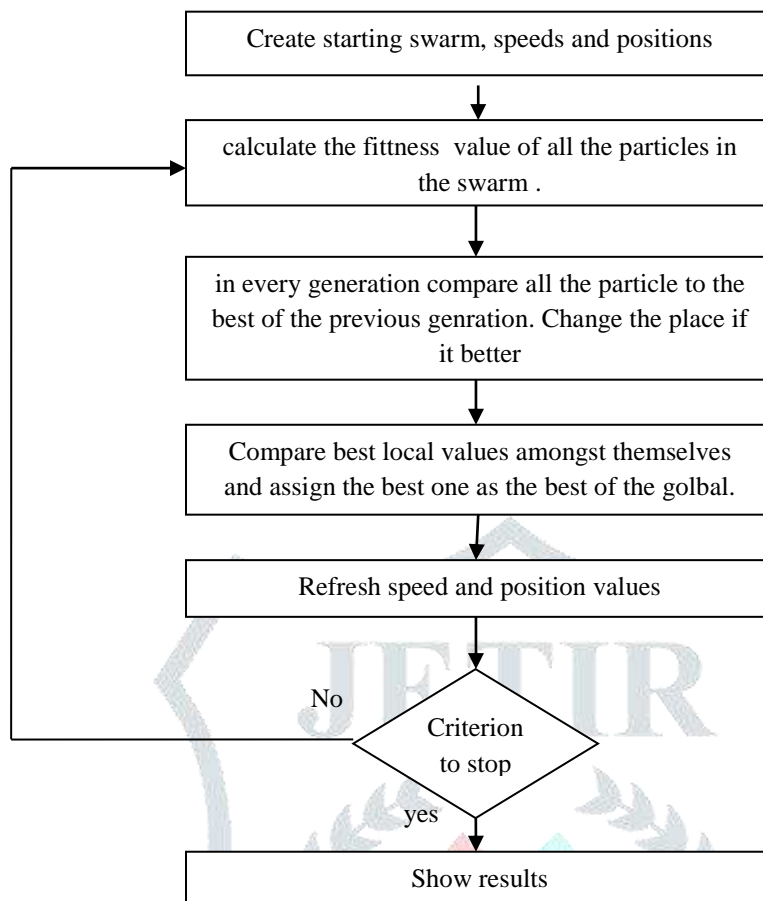 Create starting swarm, speeds and positions
calculate the fittness value of all the particles in
the swarm .
in every generation compare all the particle to the
best of the previous genration. Change the place if
it better
Compare best local values amongst themselves
and assign the best one as the best of the golbal.
Refresh speed and position values
JETIR
No
Criterion
to stop
yes
Show results